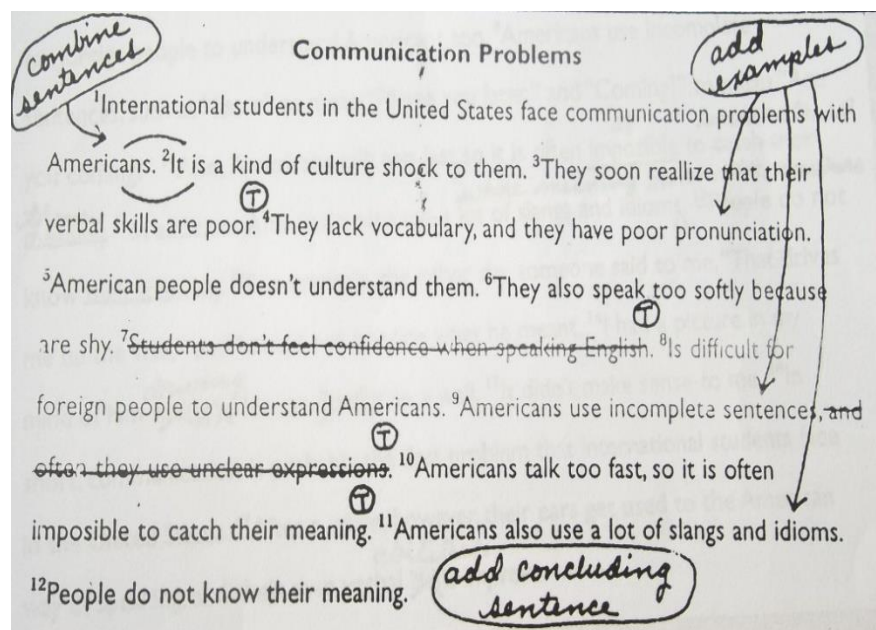 combine sentences
Communication Problems
add examples
¹International students in the United States face communication problems with
Americans. ²It is a kind of culture shock to them. ³They soon reallize that their
T
verbal skills are poor. ⁴They lack vocabulary, and they have poor pronunciation.
⁵American people doesn't understand them. ⁶They also speak too softly because
T
are shy. ⁷Students don't feel confidence when speaking English. ⁸Is difficult for
foreign people to understand Americans. ⁹Americans use incomplete sentences, and
T
often they use unclear expressions. ¹⁰Americans talk too fast, so it is often
T
imposible to catch their meaning. ¹¹Americans also use a lot of slangs and idioms.
¹²People do not know their meaning.
add concluding
sentence